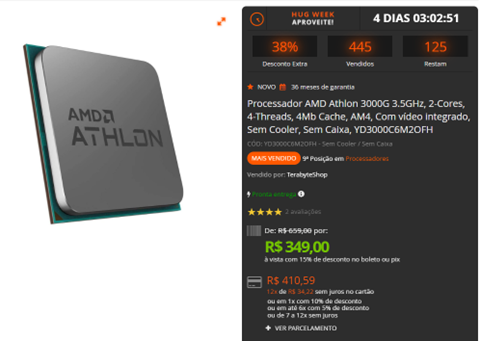 AMD
ATHLON
HUG WEEK
APROVEITE!
4 DIAS 03:02:51
38%
445
125
Desconto Extra
Vendidos
Restam
NOVO
36 meses de garantia
Processador AMD Athlon 3000G 3.5GHz, 2-Cores,
4-Threads, 4Mb Cache, AM4, Com vídeo integrado,
Sem Cooler, Sem Caixa, YD3000C6M2OFH
CÓD: YD3000C6M2OFH - Sem Cooler / Sem Caixa
MAIS VENDIDO 9ª Posição em Processadores
Vendido por: TerabyteShop
Pronta entrega
2 avaliações
De: R$ 659,00 por:
R$ 349,00
à vista com 15% de desconto no boleto ou pix
R$ 410,59
12x de R$ 34,22 sem juros no cartão
ou em 1x com 10% de desconto
ou em até 6x com 5% de desconto
ou de 7 a 12x sem juros
+ VER PARCELAMENTO